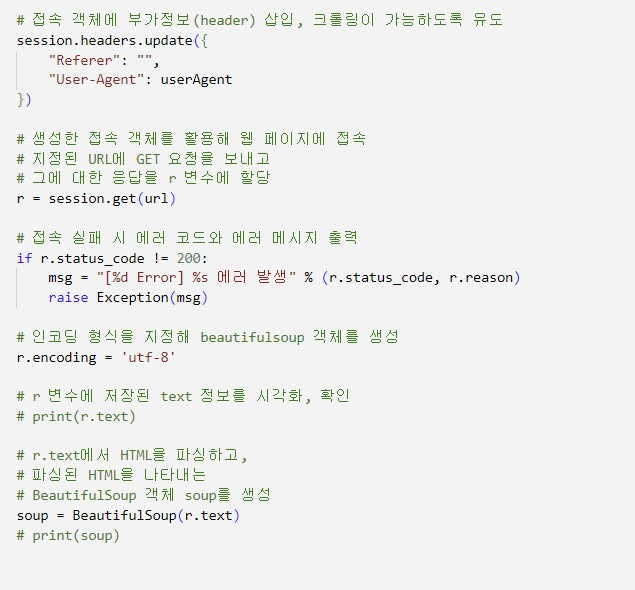 # 접속 객체에 부가정보(header) 삽입, 크롤링이 가능하도록 유도
session.headers.update({
    "Referer": "",
    "User-Agent": userAgent
})
# 생성한 접속 객체를 활용해 웹 페이지에 접속
# 지정된 URL에 GET 요청을 보내고
# 그에 대한 응답을 r 변수에 할당
r = session.get(url)
# 접속 실패 시 에러 코드와 에러 메시지 출력
if r.status_code != 200:
    msg = "[%d Error] %s 에러 발생" % (r.status_code, r.reason)
    raise Exception(msg)
# 인코딩 형식을 지정해 beautifulsoup 객체를 생성
r.encoding = 'utf-8'
# r 변수에 저장된 text 정보를 시각화, 확인
# print(r.text)
# r.text에서 HTML을 파싱하고,
# 파싱된 HTML을 나타내는
# BeautifulSoup 객체 soup를 생성
soup = BeautifulSoup(r.text)
# print(soup)